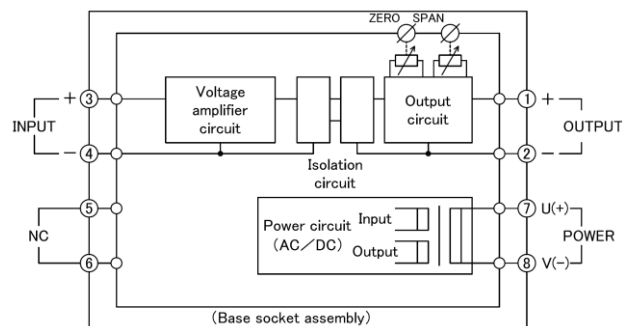 ZERO SPAN
INPUT
+ ③
− ④
Voltage
amplifier
circuit
Isolation
circuit
Output
circuit
① +
② −
OUTPUT
NC
⑤
⑥
Power circuit
(AC/DC)
Input
Output
⑦ U(+)
⑧ V(−)
POWER
(Base socket assembly)